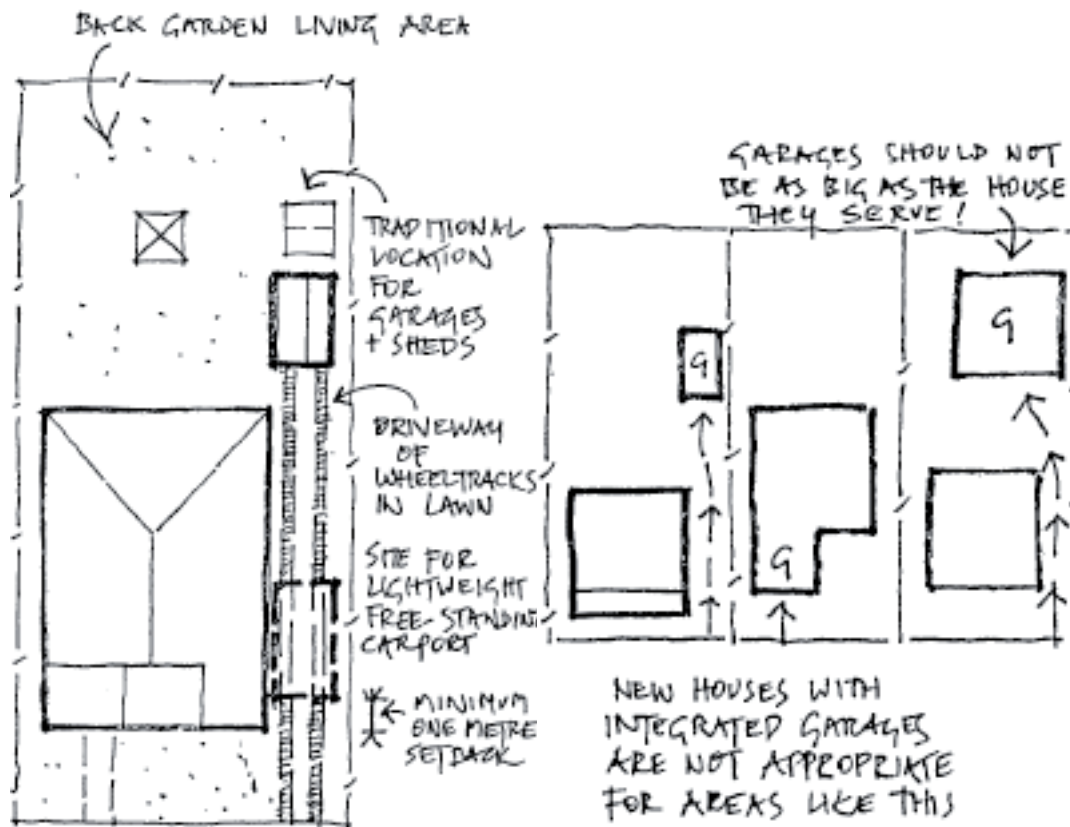 BACK GARDEN LIVING AREA
TRADITIONAL
LOCATION
FOR
GARAGES
+ SHEDS
DRIVEWAY
OF
WHEELTRACKS
IN LAWN
SITE FOR
LIGHTWEIGHT
FREE-STANDIN
CARPORT
MINIMUM
ONE METRE
SETBACK
GARAGES SHOULD NOT
BE AS BIG AS THE HOUSE
THEY SERVE!
G
G
G
NEW HOUSES WITH
INTEGRATED GARAGES
ARE NOT APPROPRIATE
FOR AREAS LIKE THIS